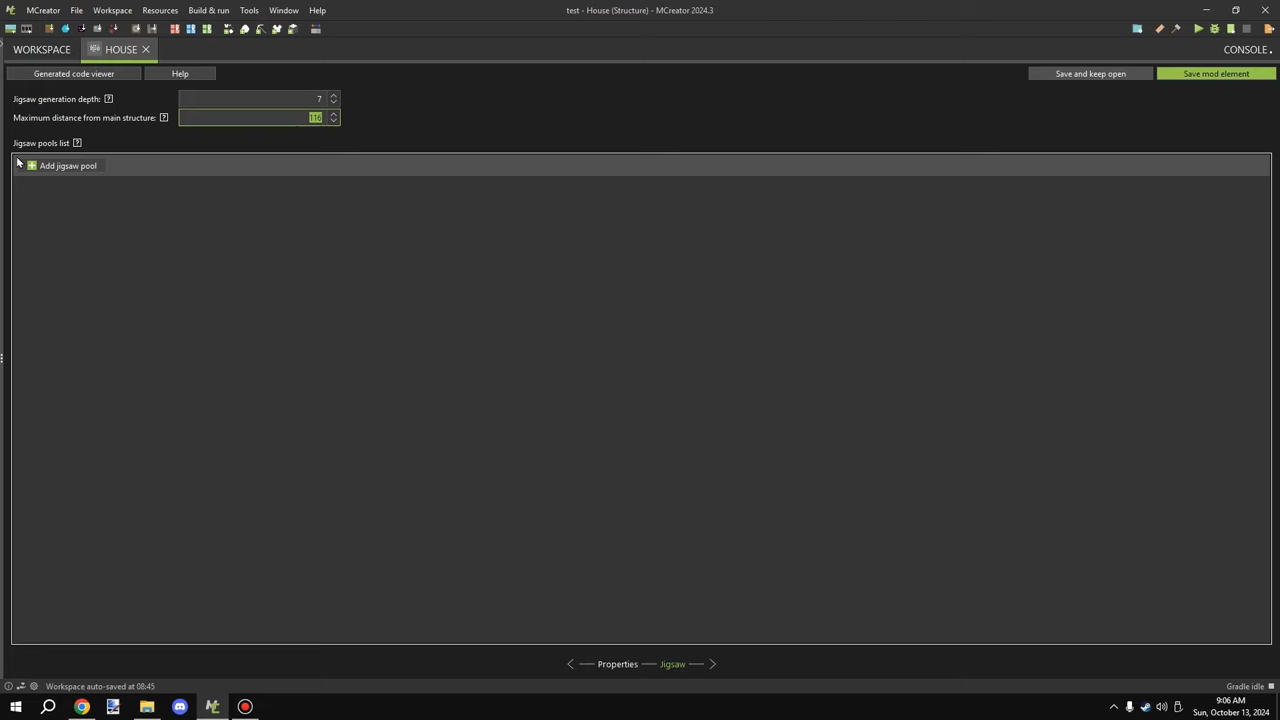 MCreator File Workspace Resources Build & run Tools Window Help test - House (Structure) - MCreator 2024.3
WORKSPACE HOUSE CONSOLE
Generated code viewer Help Save and keep open Save mod element
Jigsaw generation depth: ? 7
Maximum distance from main structure: ? 116
Jigsaw pools list ?
Add jigsaw pool
Properties Jigsaw
Workspace auto-saved at 08:45 Gradle idle
9:06 AM
Sun, October 13, 2024